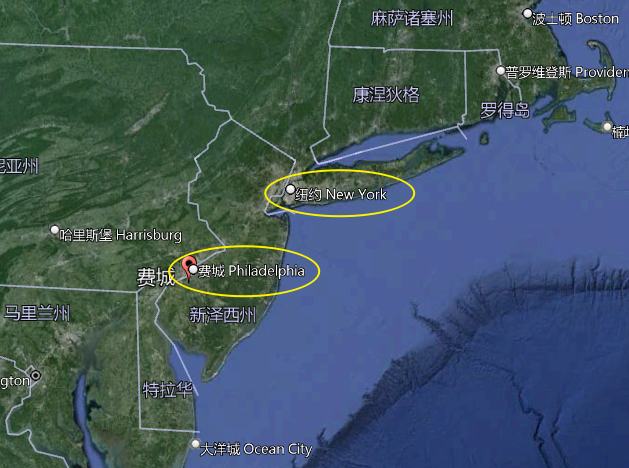 麻萨诸塞州
波士顿 Boston
普罗维登斯 Providen
康涅狄格
罗得岛
尼亚州
纽约 New York
哈里斯堡 Harrisburg
费城
费城 Philadelphia
马里兰州
新泽西州
gton
特拉华
大洋城 Ocean City